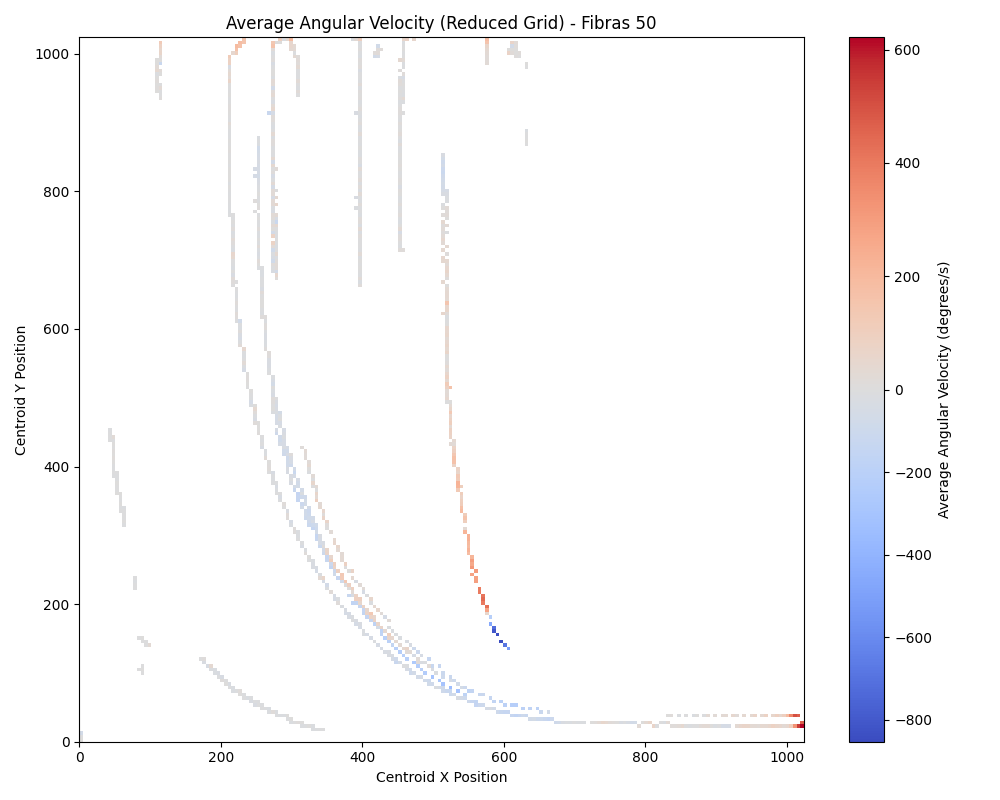 Average Angular Velocity (Reduced Grid) - Fibras 50
Centroid Y Position
1000
800
600
400
200
0
0 200 400 600 800 1000
Centroid X Position
600
400
200
0
−200
−400
−600
−800
Average Angular Velocity (degrees/s)